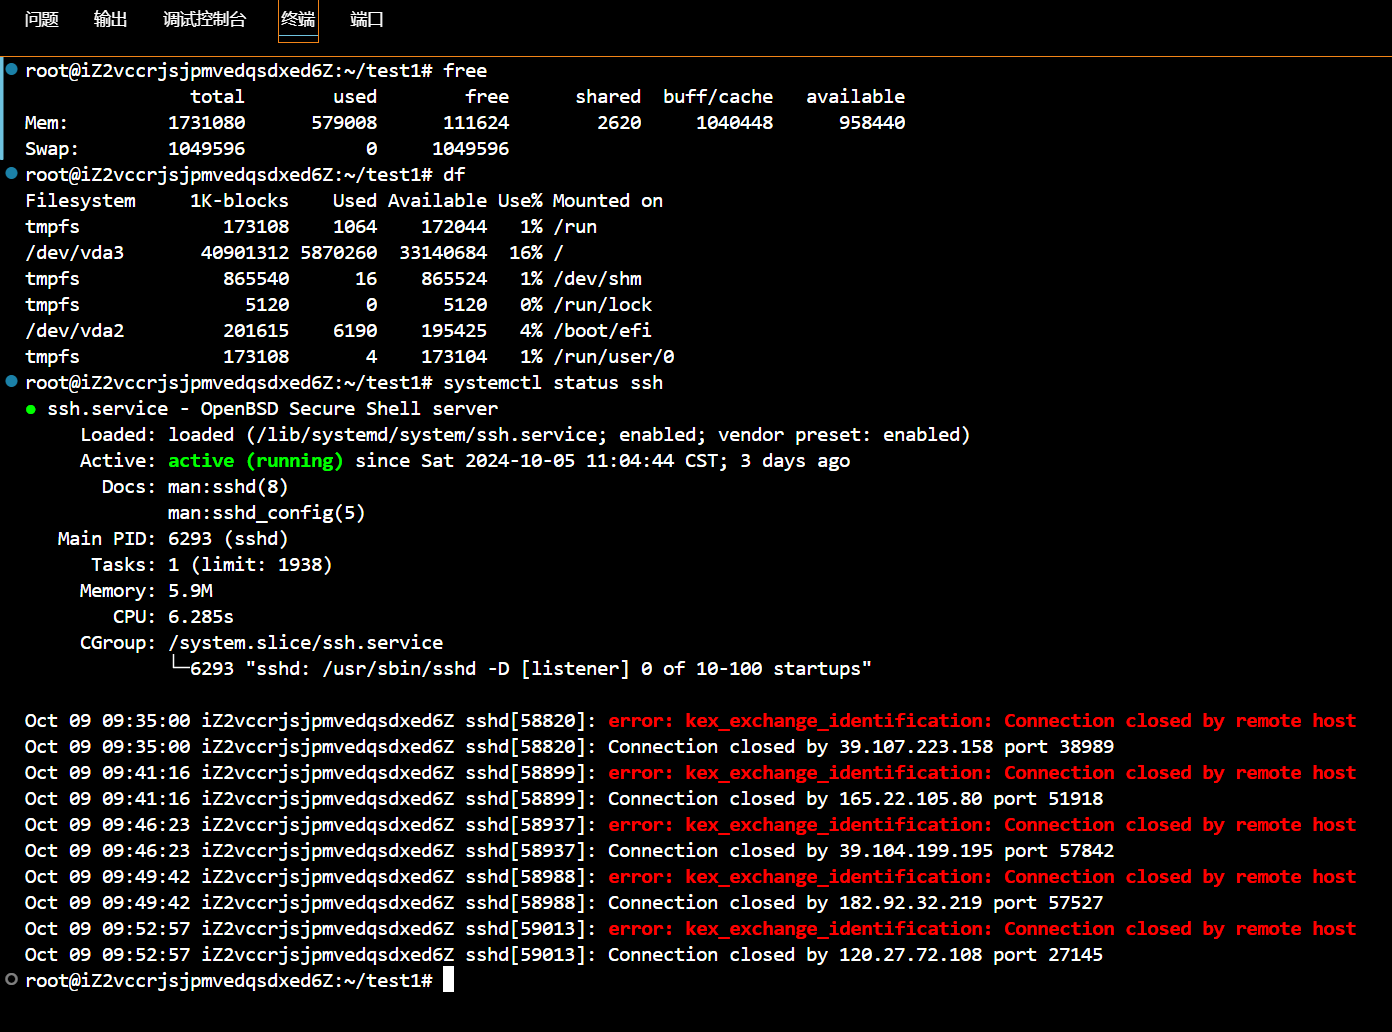 问题 输出 调试控制台 终端 端口
root@iZ2vccrjsjpmvedqsdxed6Z:~/test1# free
total used free shared buff/cache available
Mem: 1731080 579008 111624 2620 1040448 958440
Swap: 1049596 0 1049596
root@iZ2vccrjsjpmvedqsdxed6Z:~/test1# df
Filesystem 1K-blocks Used Available Use% Mounted on
tmpfs 173108 1064 172044 1% /run
/dev/vda3 40901312 5870260 33140684 16% /
tmpfs 865540 16 865524 1% /dev/shm
tmpfs 5120 0 5120 0% /run/lock
/dev/vda2 201615 6190 195425 4% /boot/efi
tmpfs 173108 4 173104 1% /run/user/0
root@iZ2vccrjsjpmvedqsdxed6Z:~/test1# systemctl status ssh
● ssh.service - OpenBSD Secure Shell server
Loaded: loaded (/lib/systemd/system/ssh.service; enabled; vendor preset: enabled)
Active: active (running) since Sat 2024-10-05 11:04:44 CST; 3 days ago
Docs: man:sshd(8)
man:sshd_config(5)
Main PID: 6293 (sshd)
Tasks: 1 (limit: 1938)
Memory: 5.9M
CPU: 6.285s
CGroup: /system.slice/ssh.service
└─6293 "sshd: /usr/sbin/sshd -D [listener] 0 of 10-100 startups"
Oct 09 09:35:00 iZ2vccrjsjpmvedqsdxed6Z sshd[58820]: error: kex_exchange_identification: Connection closed by remote host
Oct 09 09:35:00 iZ2vccrjsjpmvedqsdxed6Z sshd[58820]: Connection closed by 39.107.223.158 port 38989
Oct 09 09:41:16 iZ2vccrjsjpmvedqsdxed6Z sshd[58899]: error: kex_exchange_identification: Connection closed by remote host
Oct 09 09:41:16 iZ2vccrjsjpmvedqsdxed6Z sshd[58899]: Connection closed by 165.22.105.80 port 51918
Oct 09 09:46:23 iZ2vccrjsjpmvedqsdxed6Z sshd[58937]: error: kex_exchange_identification: Connection closed by remote host
Oct 09 09:46:23 iZ2vccrjsjpmvedqsdxed6Z sshd[58937]: Connection closed by 39.104.199.195 port 57842
Oct 09 09:49:42 iZ2vccrjsjpmvedqsdxed6Z sshd[58988]: error: kex_exchange_identification: Connection closed by remote host
Oct 09 09:49:42 iZ2vccrjsjpmvedqsdxed6Z sshd[58988]: Connection closed by 182.92.32.219 port 57527
Oct 09 09:52:57 iZ2vccrjsjpmvedqsdxed6Z sshd[59013]: error: kex_exchange_identification: Connection closed by remote host
Oct 09 09:52:57 iZ2vccrjsjpmvedqsdxed6Z sshd[59013]: Connection closed by 120.27.72.108 port 27145
root@iZ2vccrjsjpmvedqsdxed6Z:~/test1#